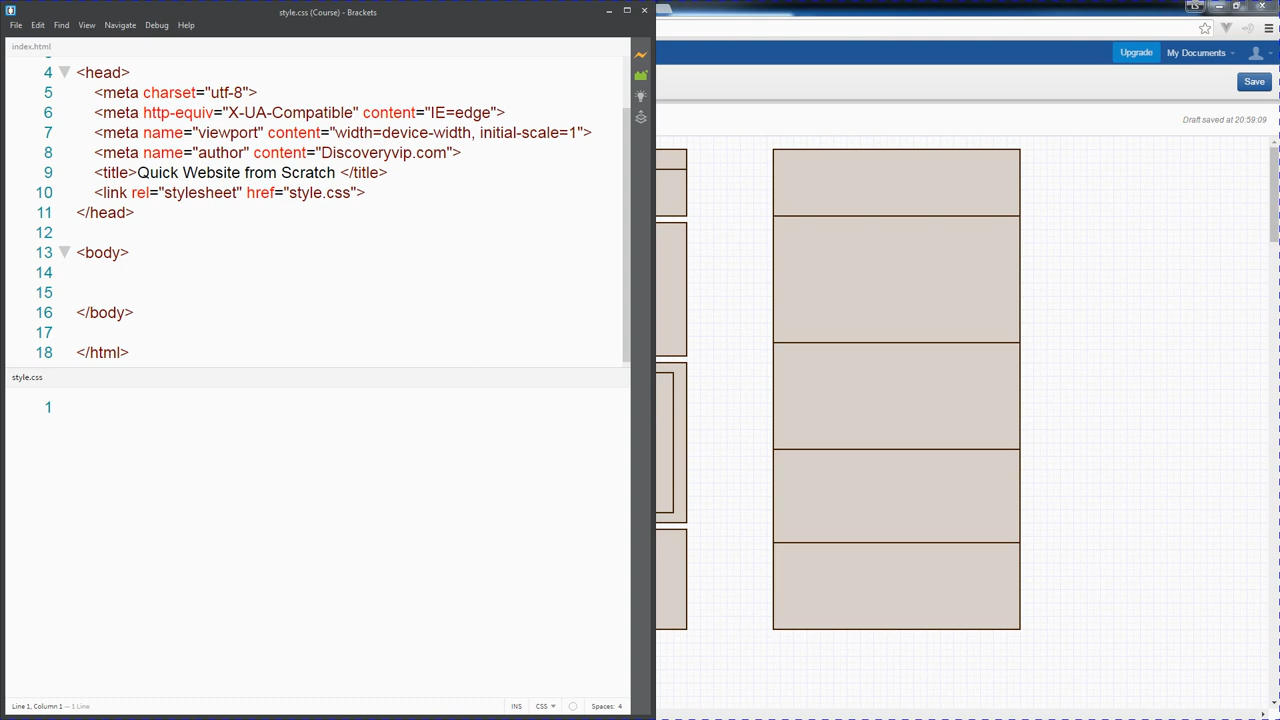 style.css (Course) - Brackets
File Edit Find View Navigate Debug Help
index.html
4 <head>
5 <meta charset="utf-8">
6 <meta http-equiv="X-UA-Compatible" content="IE=edge">
7 <meta name="viewport" content="width=device-width, initial-scale=1">
8 <meta name="author" content="Discoveryvip.com">
9 <title>Quick Website from Scratch </title>
10 <link rel="stylesheet" href="style.css">
11 </head>
12
13 <body>
14
15
16 </body>
17
18 </html>
style.css
1
Line 1, Column 1 — 1 Line
INS CSS Spaces: 4
LS
Upgrade My Documents
Save
Draft saved at 20:59:09